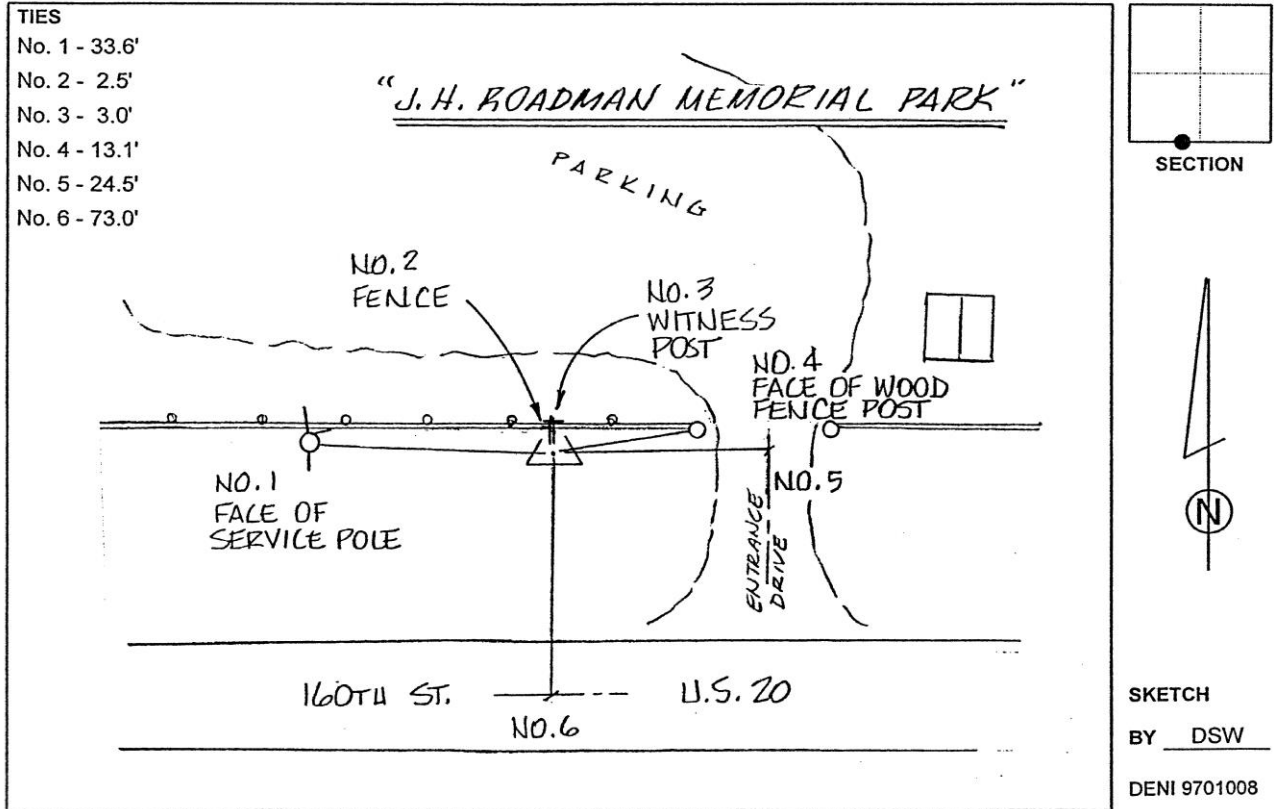 TIES
No. 1 - 33.6'
No. 2 - 2.5'
No. 3 - 3.0'
No. 4 - 13.1'
No. 5 - 24.5'
No. 6 - 73.0'
"J.H. ROADMAN MEMORIAL PARK"
PARKING
NO. 2
FENCE
NO. 3
WITNESS
POST
NO. 4
FACE OF WOOD
FENCE POST
NO. 1
FACE OF
SERVICE POLE
NO. 5
ENTRANCE
DRIVE
160TH ST.
U.S. 20
NO. 6
SECTION
N
SKETCH
BY DSW
DENI 9701008